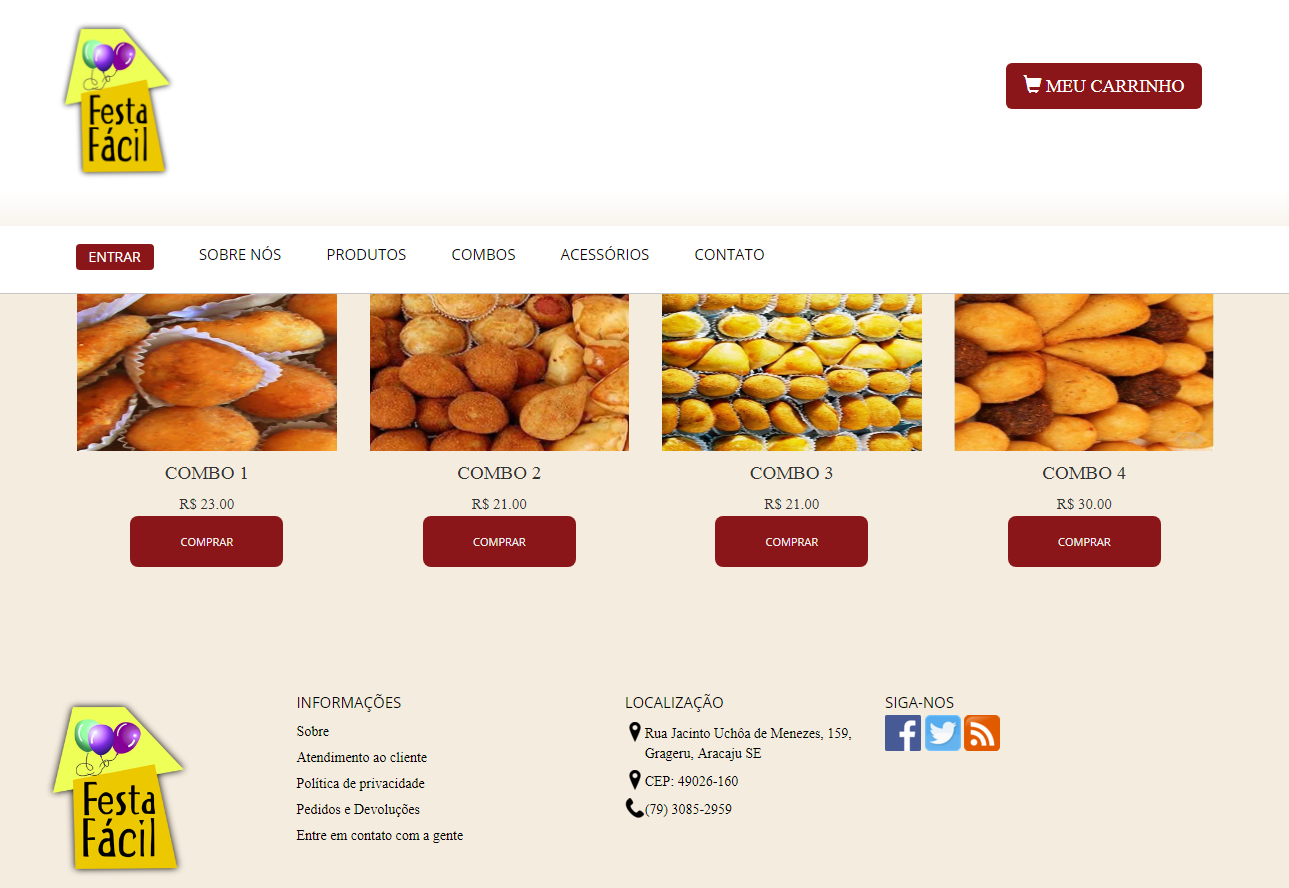 Festa
Fácil
MEU CARRINHO
ENTRAR
SOBRE NÓS
PRODUTOS
COMBOS
ACESSÓRIOS
CONTATO
COMBO 1
R$ 23.00
COMPRAR
COMBO 2
R$ 21.00
COMPRAR
COMBO 3
R$ 21.00
COMPRAR
COMBO 4
R$ 30.00
COMPRAR
Festa
Fácil
INFORMAÇÕES
Sobre
Atendimento ao cliente
Política de privacidade
Pedidos e Devoluções
Entre em contato com a gente
LOCALIZAÇÃO
Rua Jacinto Uchôa de Menezes, 159,
Grageru, Aracaju SE
CEP: 49026-160
(79) 3085-2959
SIGA-NOS